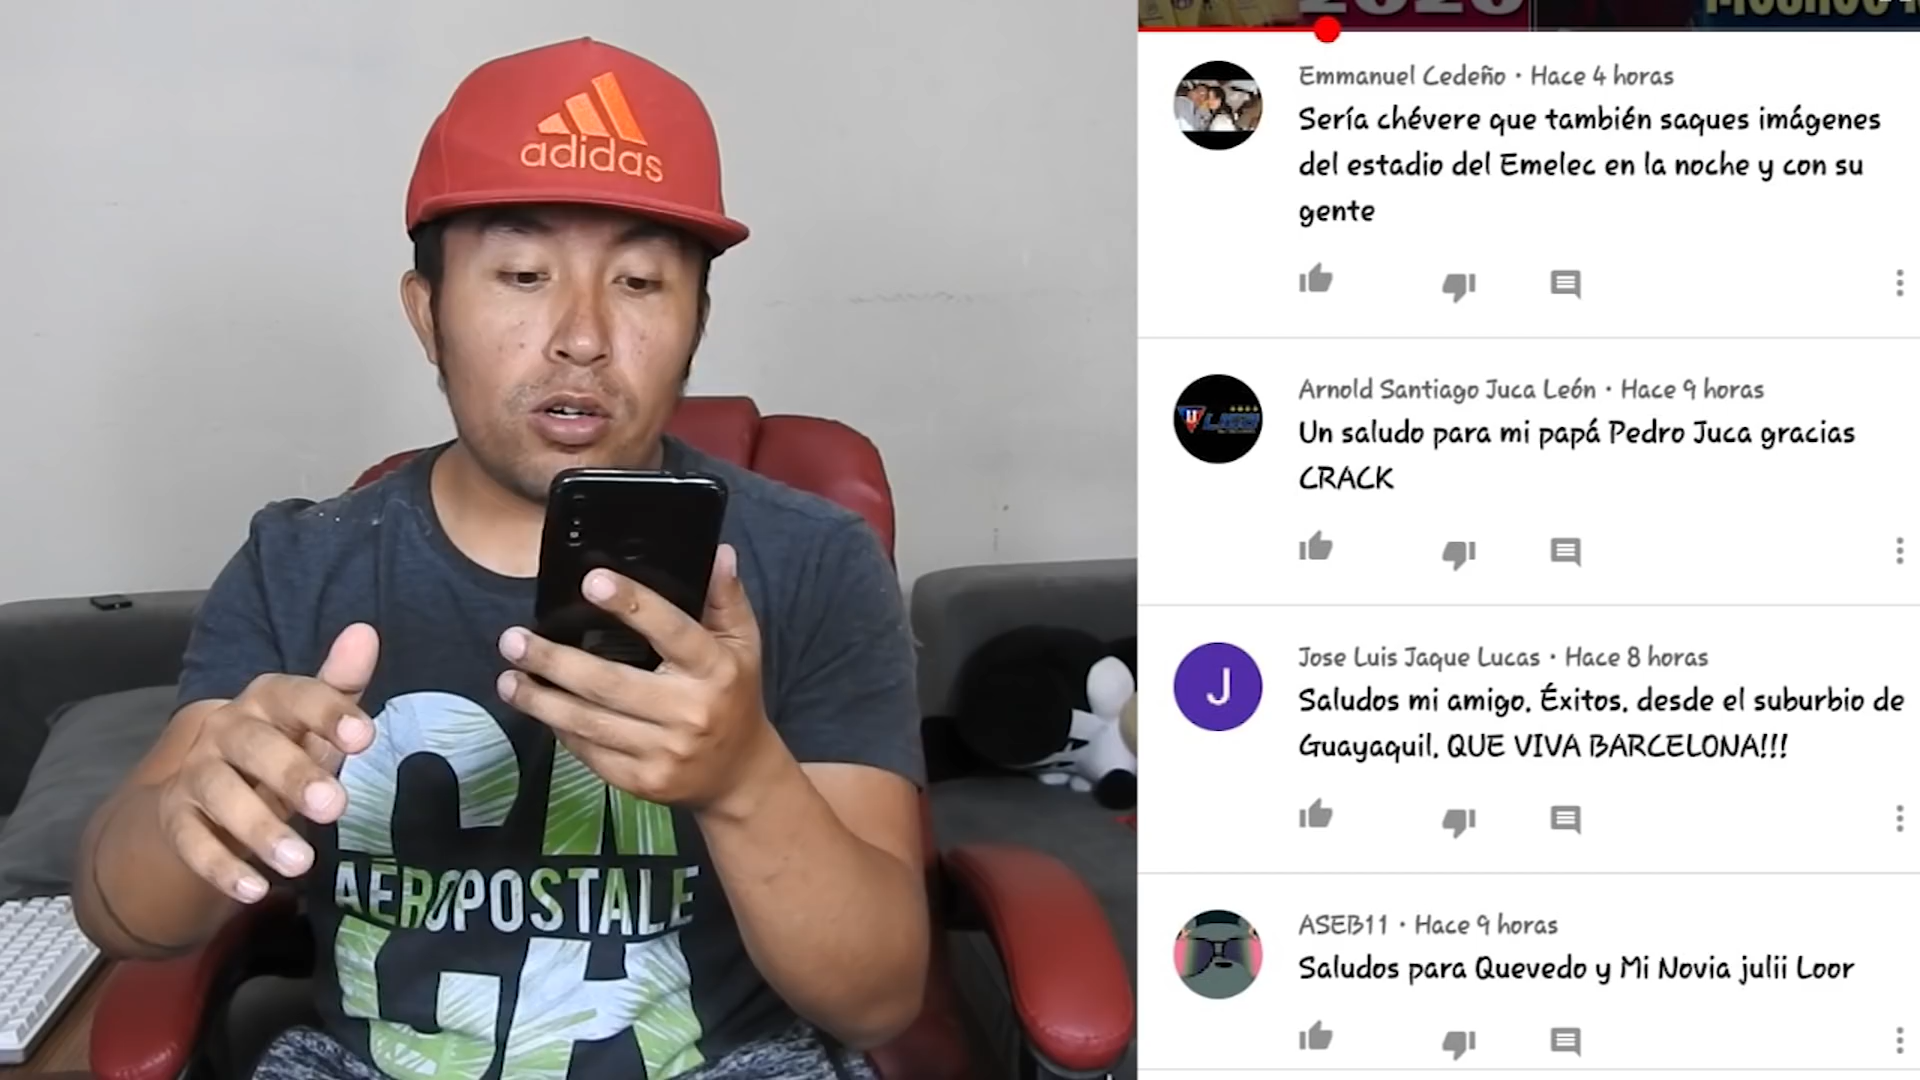 adidas
AEROPOSTALE
2020
Emmanuel Cedeño • Hace 4 horas
Sería chévere que también saques imágenes
del estadio del Emelec en la noche y con su
gente
Arnold Santiago Juca León • Hace 9 horas
Un saludo para mi papá Pedro Juca gracias
CRACK
J
Jose Luis Jaque Lucas • Hace 8 horas
Saludos mi amigo. Éxitos. desde el suburbio de
Guayaquil. QUE VIVA BARCELONA!!!
ASEB11 • Hace 9 horas
Saludos para Quevedo y Mi Novia julii Loor